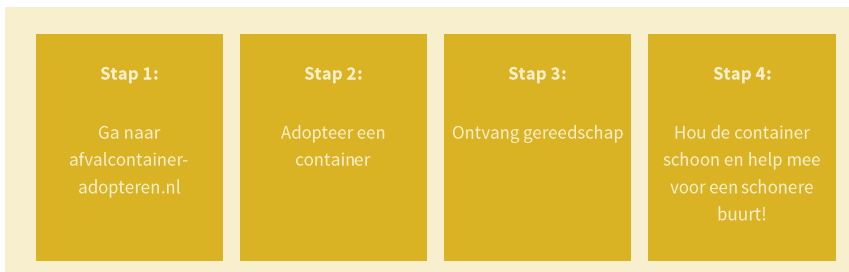 Stap 1:
Ga naar
afvalcontainer-
adopteren.nl
Stap 2:
Adopteer een
container
Stap 3:
Ontvang gereedschap
Stap 4:
Hou de container
schoon en help mee
voor een schonere
buurt!